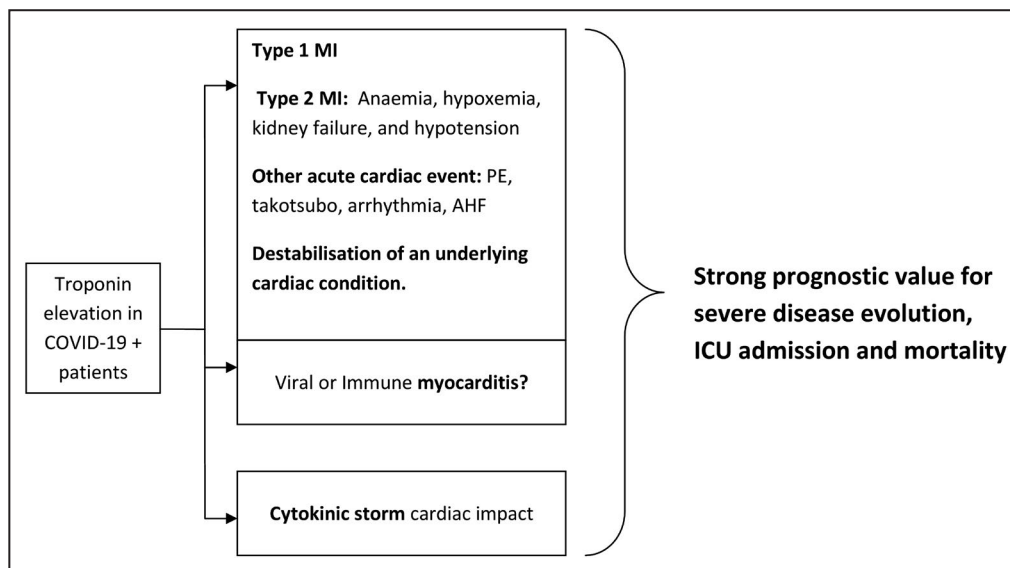 Troponin
elevation in
COVID-19 +
patients
Type 1 MI
Type 2 MI: Anaemia, hypoxemia,
kidney failure, and hypotension
Other acute cardiac event: PE,
takotsubo, arrhythmia, AHF
Destabilisation of an underlying
cardiac condition.
Viral or Immune myocarditis?
Cytokinic storm cardiac impact
Strong prognostic value for
severe disease evolution,
ICU admission and mortality